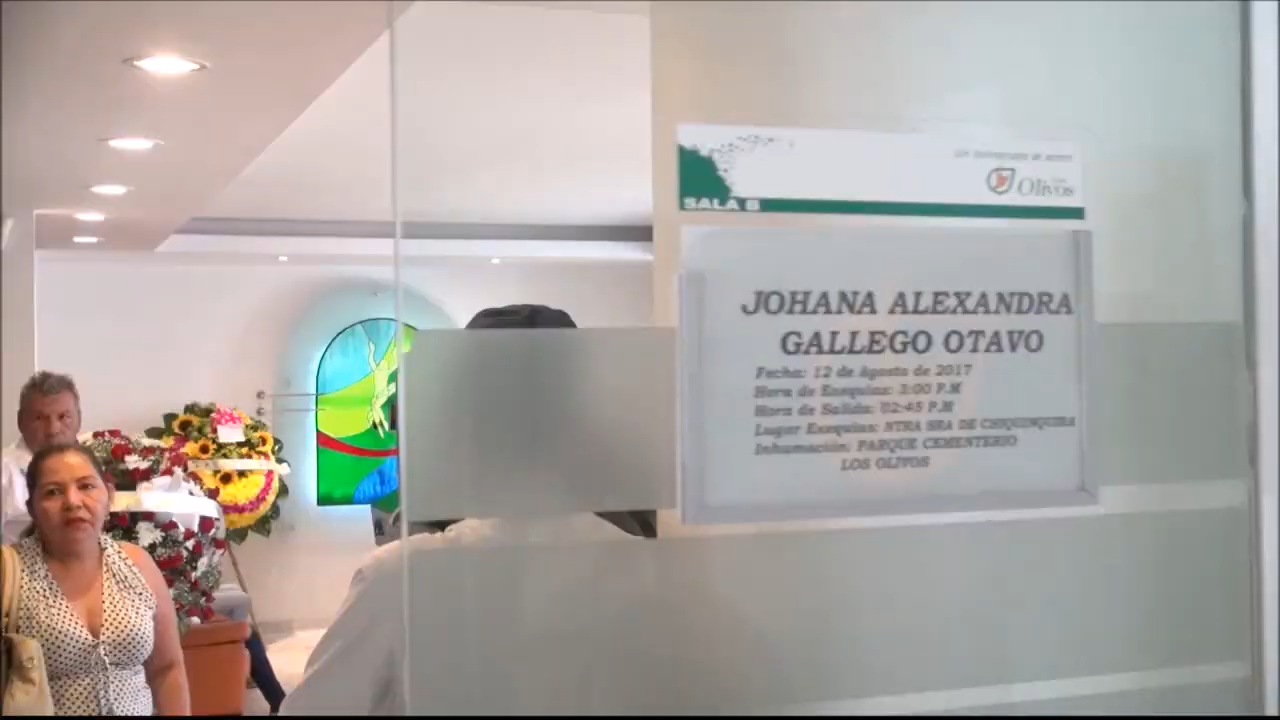 SALA B
Los Olivos
JOHANA ALEXANDRA
GALLEGO OTAVO
Fecha: 12 de Agosto de 2017
Hora de Exequias: 3:00 P.M
Hora de Salida: 02:45 P.M
Lugar Exequias: NTRA SRA DE CHIQUINQUIRA
Inhumación: PARQUE CEMENTERIO
LOS OLIVOS